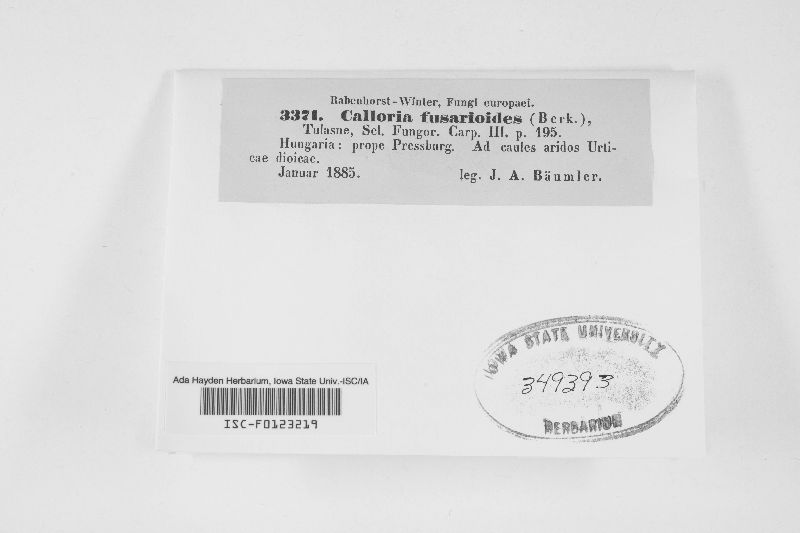 Rabenhorst-Winter, Fungi europaei.
3371. Calloria fusarioides (Berk.),
Tulasne, Sel. Fungor. Carp. III. p. 195.
Hungaria: prope Pressburg. Ad caules aridos Urti-
cae dioicae.
Januar 1885. leg. J. A. Bäumler.
IOWA STATE UNIVERSITY
349393
HERBARIUM
Ada Hayden Herbarium, Iowa State Univ.-ISC/IA
ISC-F0123219